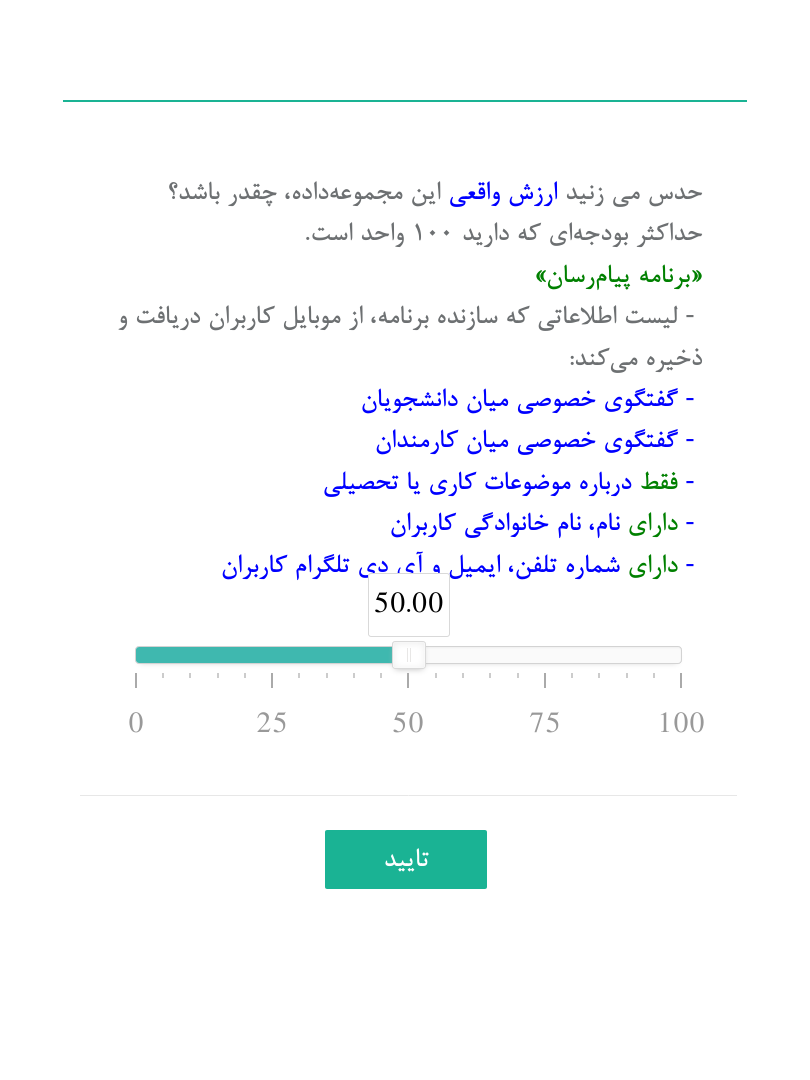 حدس می زنید ارزش واقعی این مجموعه‌داده، چقدر باشد؟
حداکثر بودجه‌ای که دارید ۱۰۰ واحد است.
«برنامه پیام‌رسان»
- لیست اطلاعاتی که سازنده برنامه، از موبایل کاربران دریافت و
ذخیره می‌کند:
- گفتگوی خصوصی میان دانشجویان
- گفتگوی خصوصی میان کارمندان
- فقط درباره موضوعات کاری یا تحصیلی
- دارای نام، نام خانوادگی کاربران
- دارای شماره تلفن، ایمیل و آی دی تلگرام کاربران
50.00
0 25 50 75 100
تایید